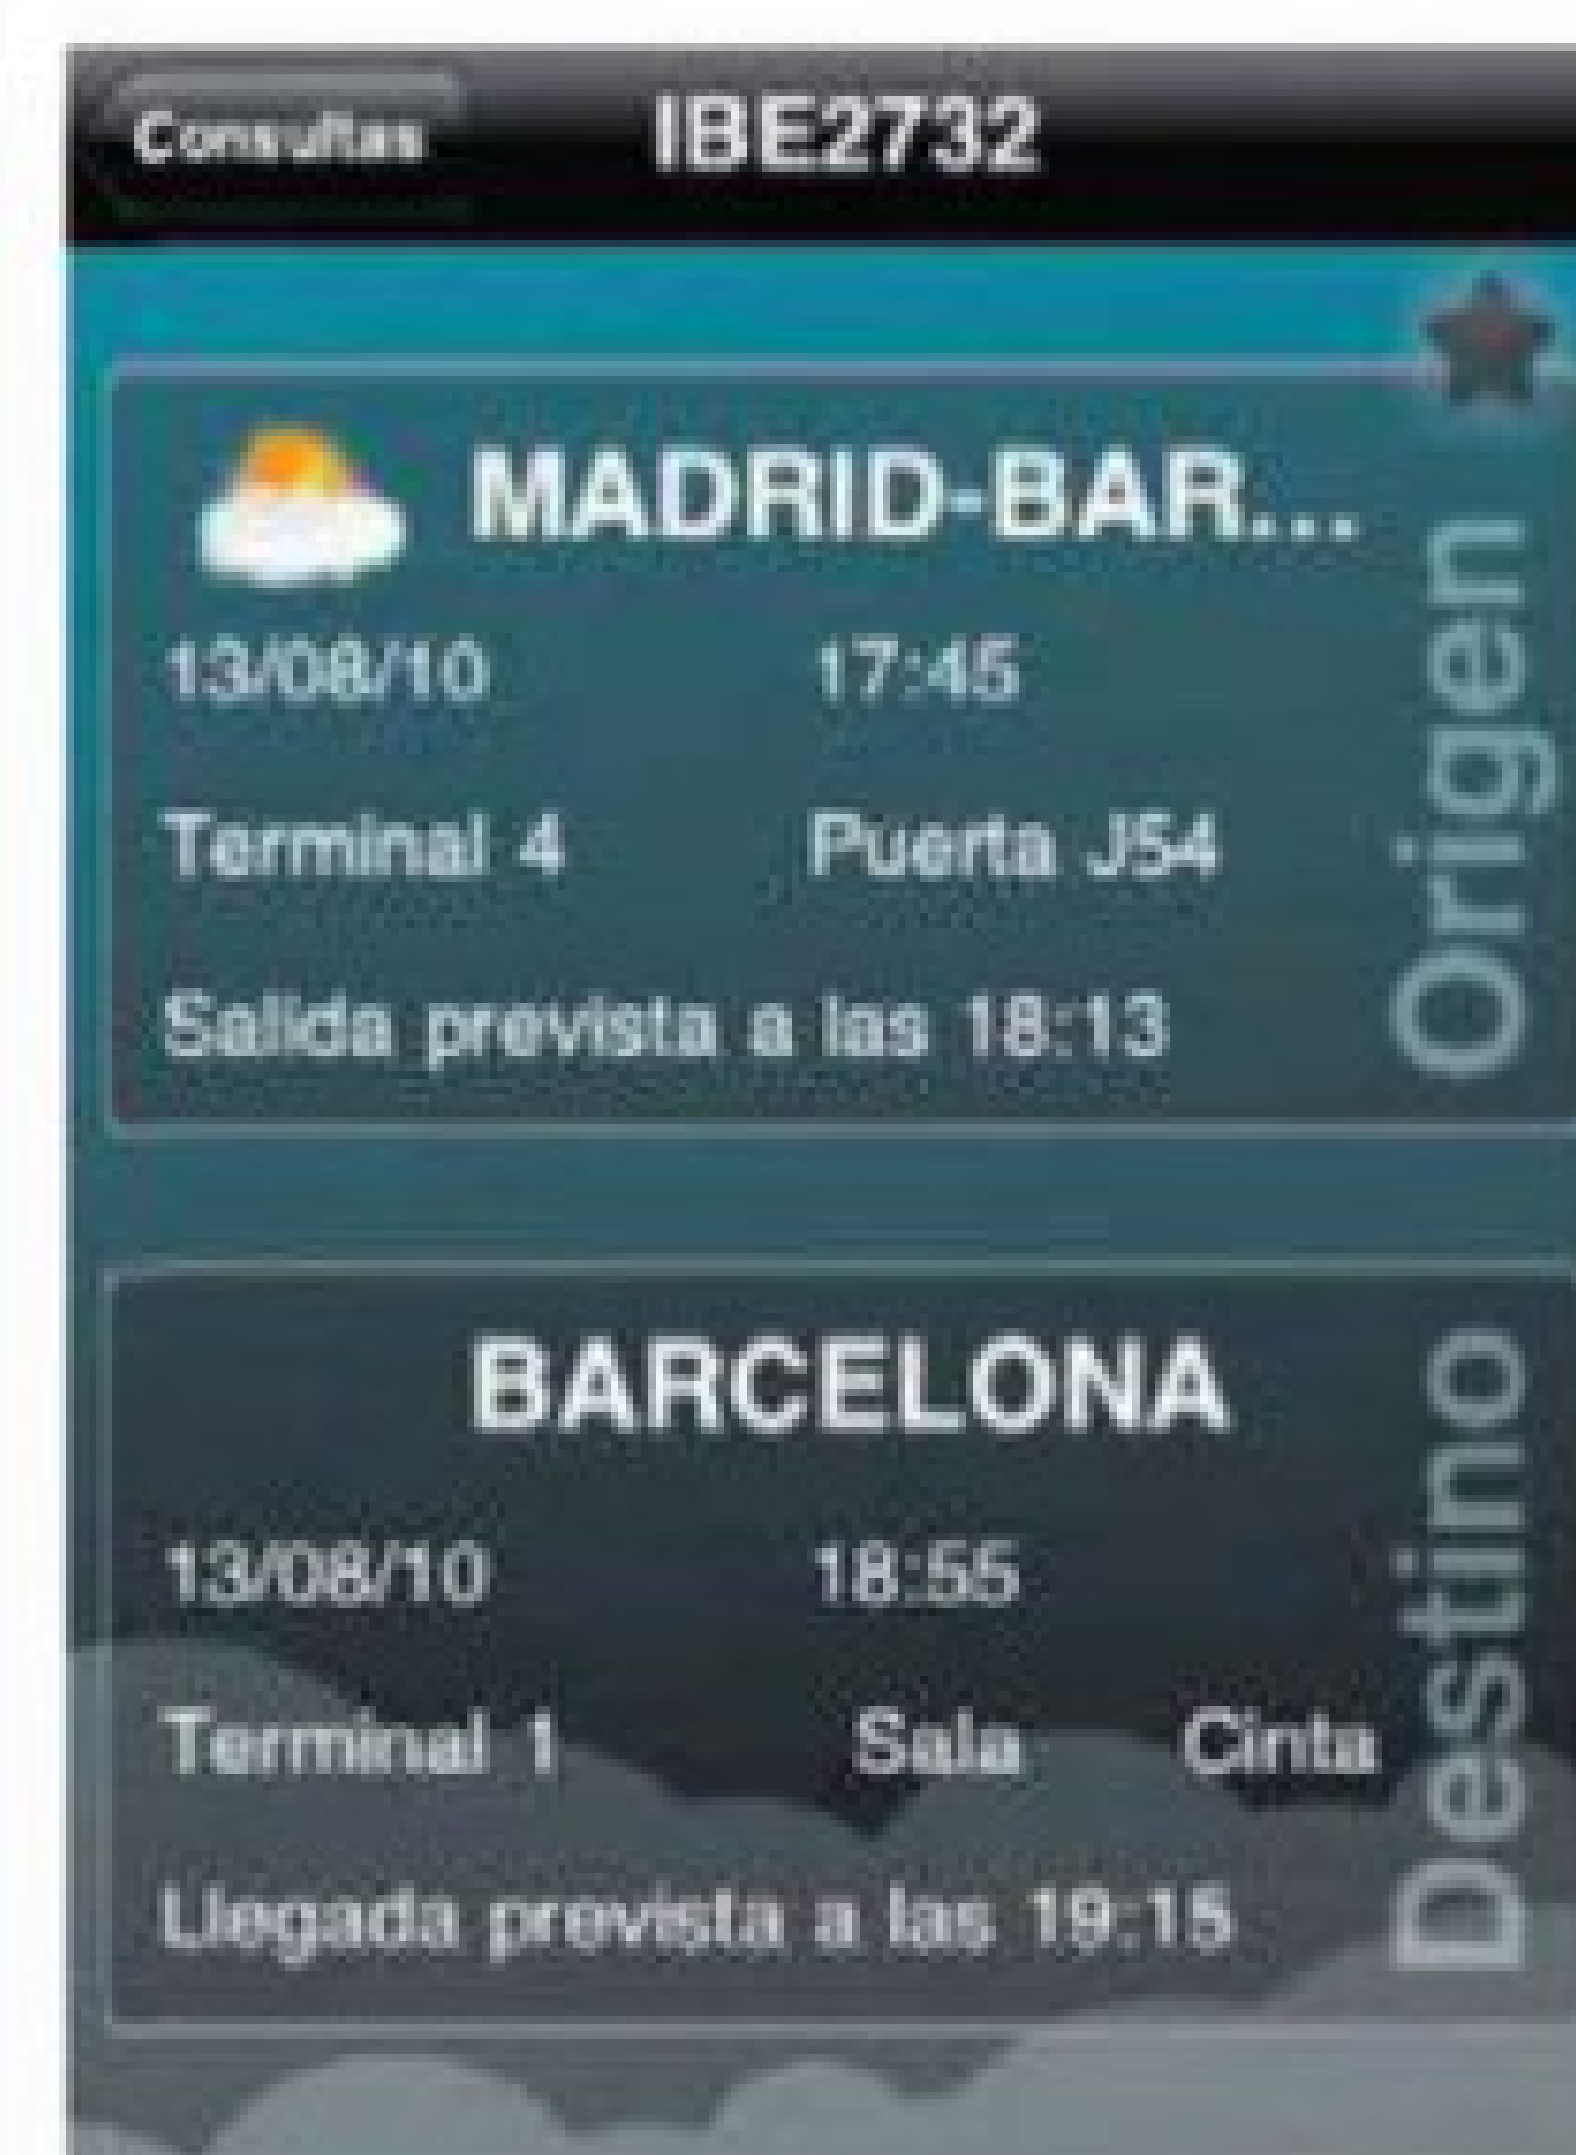 Consultas IBE2732
MADRID-BAR...
13/08/10 17:45
Terminal 4 Puerta J54
Salida prevista a las 18:13
Origen
BARCELONA
13/08/10 18:55
Terminal 1 Sala Cinta
Llegada prevista a las 19:15
Destino